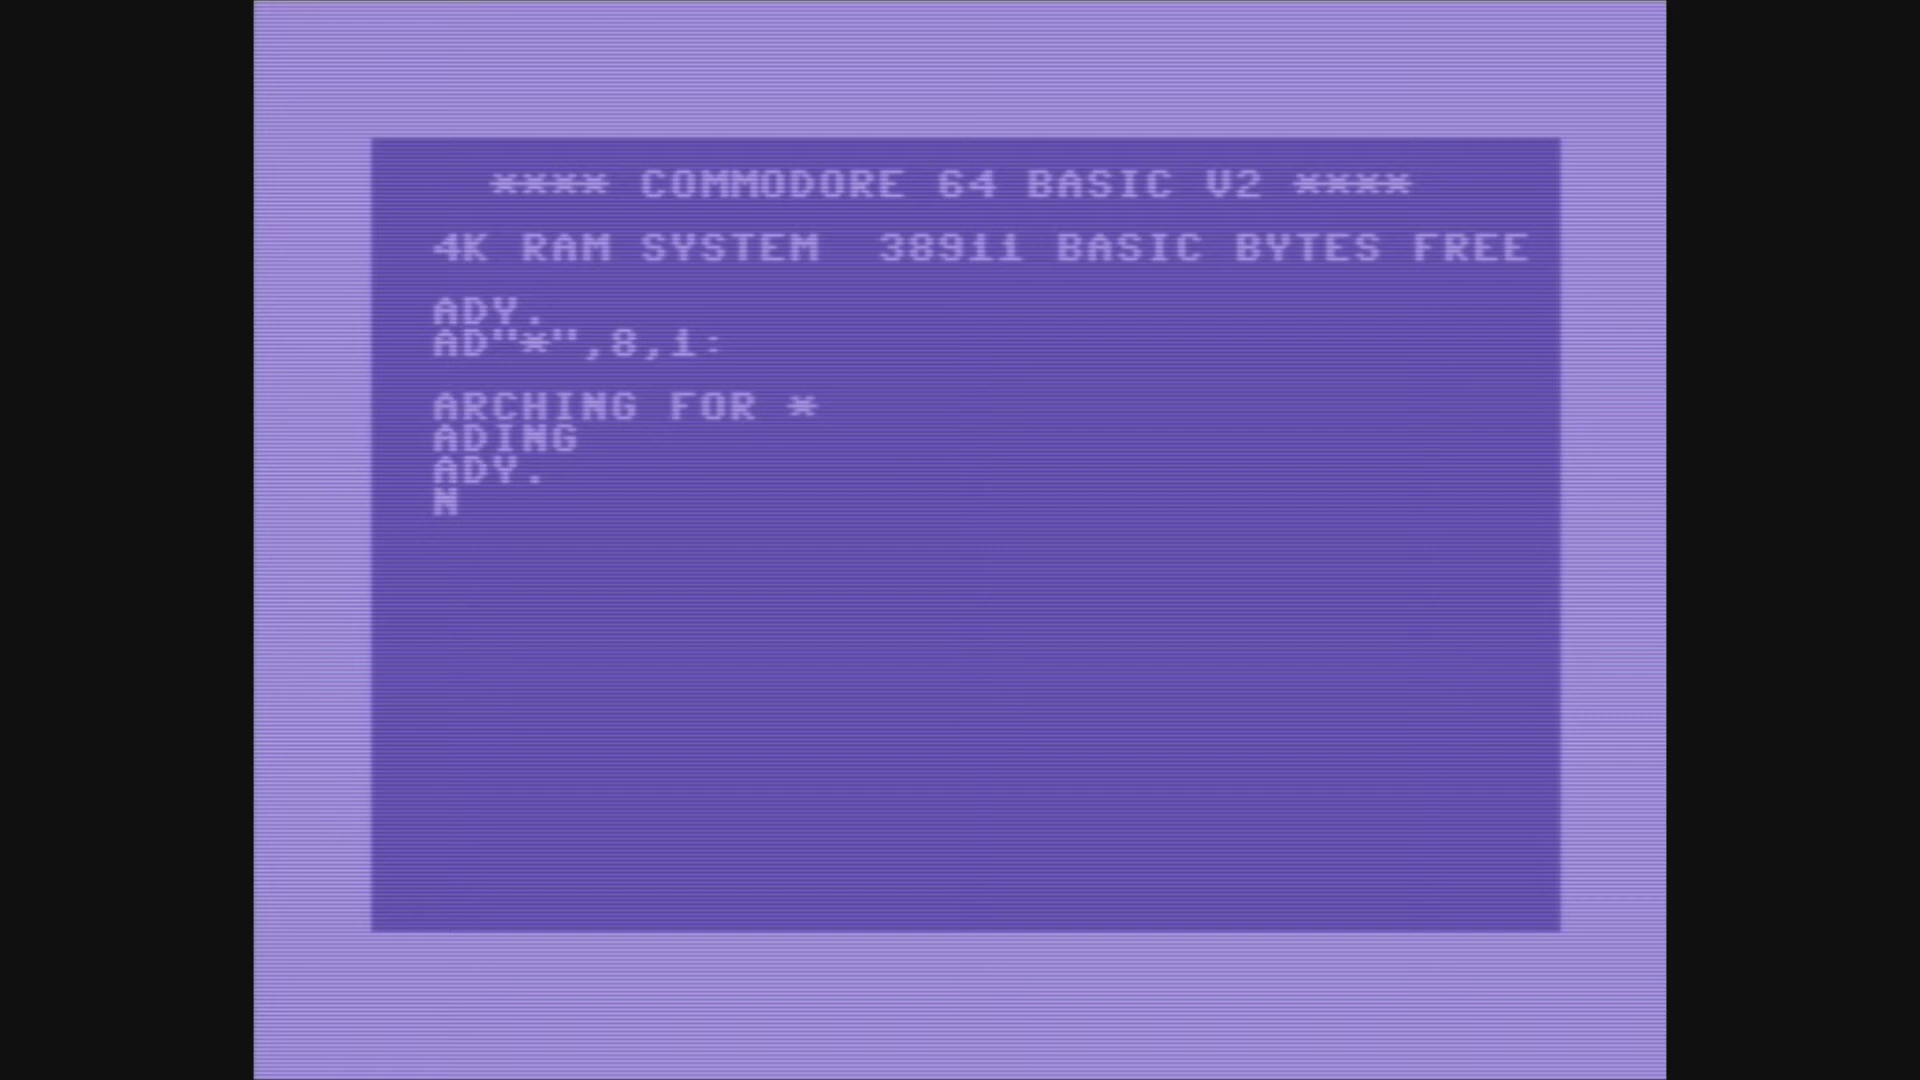 **** COMMODORE 64 BASIC V2 ****
4K RAM SYSTEM  38911 BASIC BYTES FREE
ADY.
AD"*",8,1:
ARCHING FOR *
ADING
ADY.
N